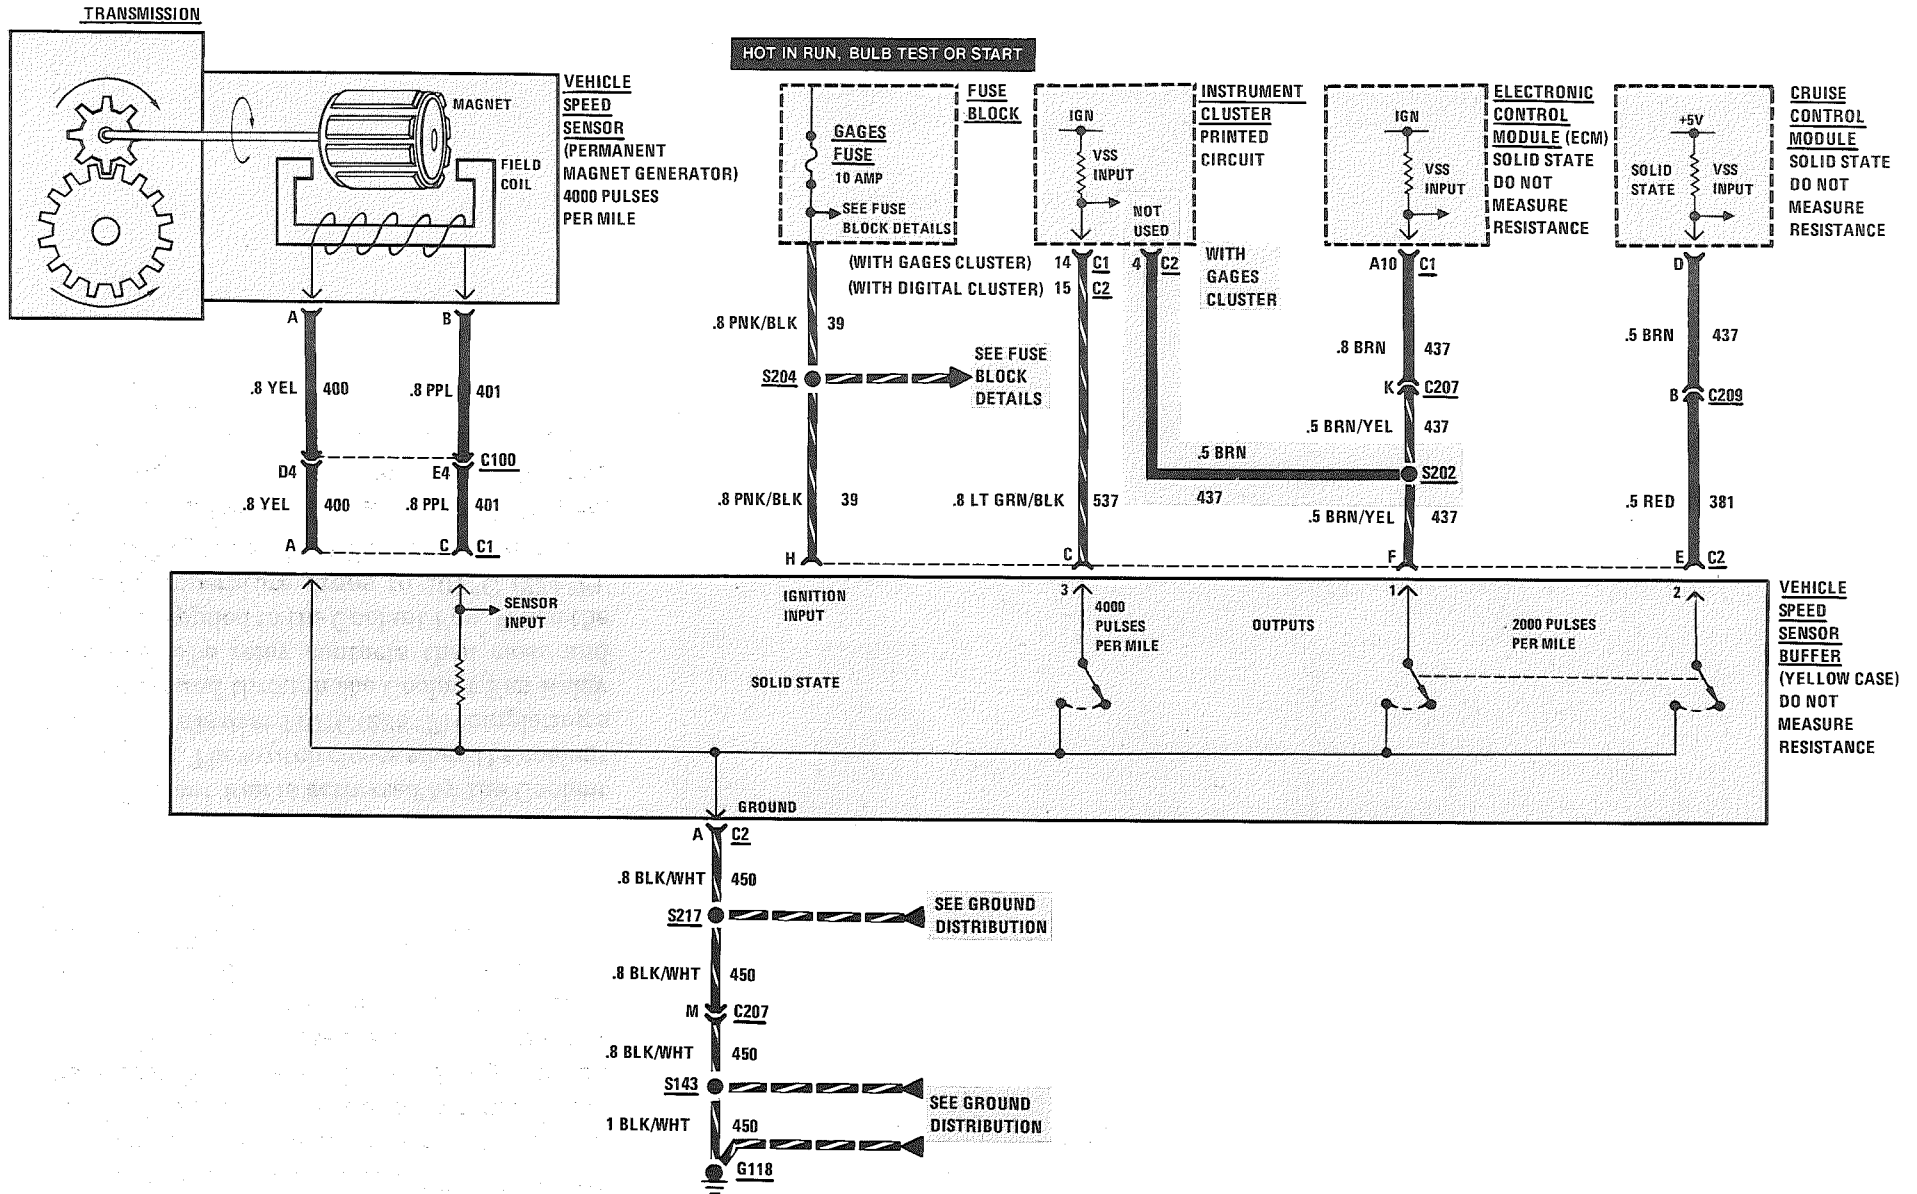 TRANSMISSION
VEHICLE
SPEED
SENSOR
(PERMANENT
MAGNET GENERATOR)
4000 PULSES
PER MILE
MAGNET
FIELD
COIL
HOT IN RUN, BULB TEST OR START
FUSE
BLOCK
GAGES
FUSE
10 AMP
SEE FUSE
BLOCK DETAILS
INSTRUMENT
CLUSTER
PRINTED
CIRCUIT
IGN
VSS
INPUT
NOT
USED
ELECTRONIC
CONTROL
MODULE (ECM)
SOLID STATE
DO NOT
MEASURE
RESISTANCE
IGN
VSS
INPUT
CRUISE
CONTROL
MODULE
SOLID STATE
DO NOT
MEASURE
RESISTANCE
+5V
SOLID
STATE
VSS
INPUT
(WITH GAGES CLUSTER) 14 C1
(WITH DIGITAL CLUSTER) 15 C2
4 C2
WITH
GAGES
CLUSTER
A10 C1
D
A
B
.8 YEL 400
.8 PPL 401
D4
E4
C100
.8 YEL 400
.8 PPL 401
A
C C1
.8 PNK/BLK 39
S204
SEE FUSE
BLOCK
DETAILS
.8 PNK/BLK 39
H
.8 LT GRN/BLK 537
C
.8 BRN 437
K C207
.5 BRN/YEL 437
.5 BRN
437
S202
.5 BRN/YEL 437
F
.5 BRN 437
B C209
.5 RED 381
E C2
SENSOR
INPUT
IGNITION
INPUT
SOLID STATE
3
4000
PULSES
PER MILE
OUTPUTS
1
2000 PULSES
PER MILE
2
VEHICLE
SPEED
SENSOR
BUFFER
(YELLOW CASE)
DO NOT
MEASURE
RESISTANCE
GROUND
A C2
.8 BLK/WHT 450
S217
SEE GROUND
DISTRIBUTION
.8 BLK/WHT 450
M C207
.8 BLK/WHT 450
S143
SEE GROUND
DISTRIBUTION
1 BLK/WHT 450
G118